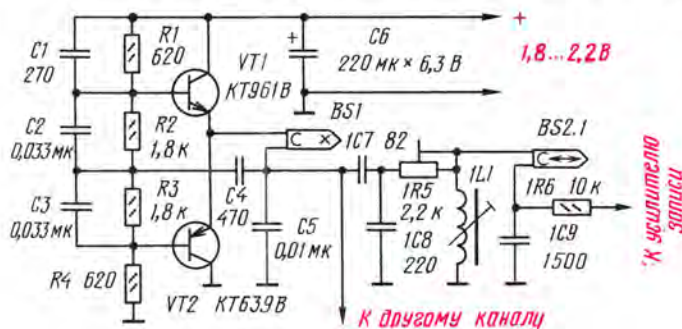 C1
270
R1
620
VT1
КТ961В
C6
220 мк × 6,3 В
+
1,8...2,2В
C2
0,033 мк
R2
1,8 к
BS1
1C7 82
BS2.1
C3
0,033 мк
R3
1,8 к
C4
470
C5
0,01 мк
1R5
2,2 к
1C8
220
1L1
1R6 10 к
1C9
1500
R4 620
VT2 КТ639В
К другому каналу
К усилителю
записи